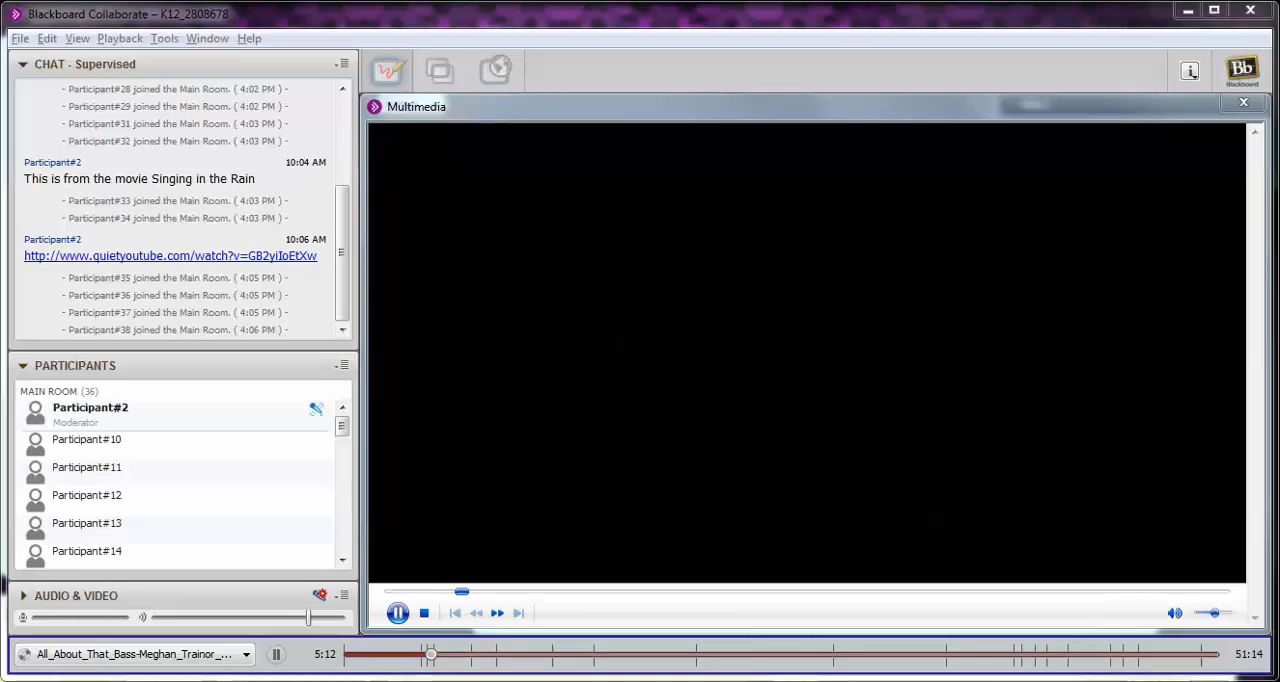 Blackboard Collaborate – K12_2808678
File Edit View Playback Tools Window Help
CHAT - Supervised
- Participant#28 joined the Main Room. ( 4:02 PM ) -
- Participant#29 joined the Main Room. ( 4:02 PM ) -
- Participant#31 joined the Main Room. ( 4:03 PM ) -
- Participant#32 joined the Main Room. ( 4:03 PM ) -
Participant#2 10:04 AM
This is from the movie Singing in the Rain
- Participant#33 joined the Main Room. ( 4:03 PM ) -
- Participant#34 joined the Main Room. ( 4:03 PM ) -
Participant#2 10:06 AM
http://www.quietyoutube.com/watch?v=GB2yiIoEtXw
- Participant#35 joined the Main Room. ( 4:05 PM ) -
- Participant#36 joined the Main Room. ( 4:05 PM ) -
- Participant#37 joined the Main Room. ( 4:05 PM ) -
- Participant#38 joined the Main Room. ( 4:06 PM ) -
PARTICIPANTS
MAIN ROOM (36)
Participant#2
Moderator
Participant#10
Participant#11
Participant#12
Participant#13
Participant#14
AUDIO & VIDEO
Bb
Blackboard
Multimedia
All_About_That_Bass-Meghan_Trainor_... 5:12 51:14